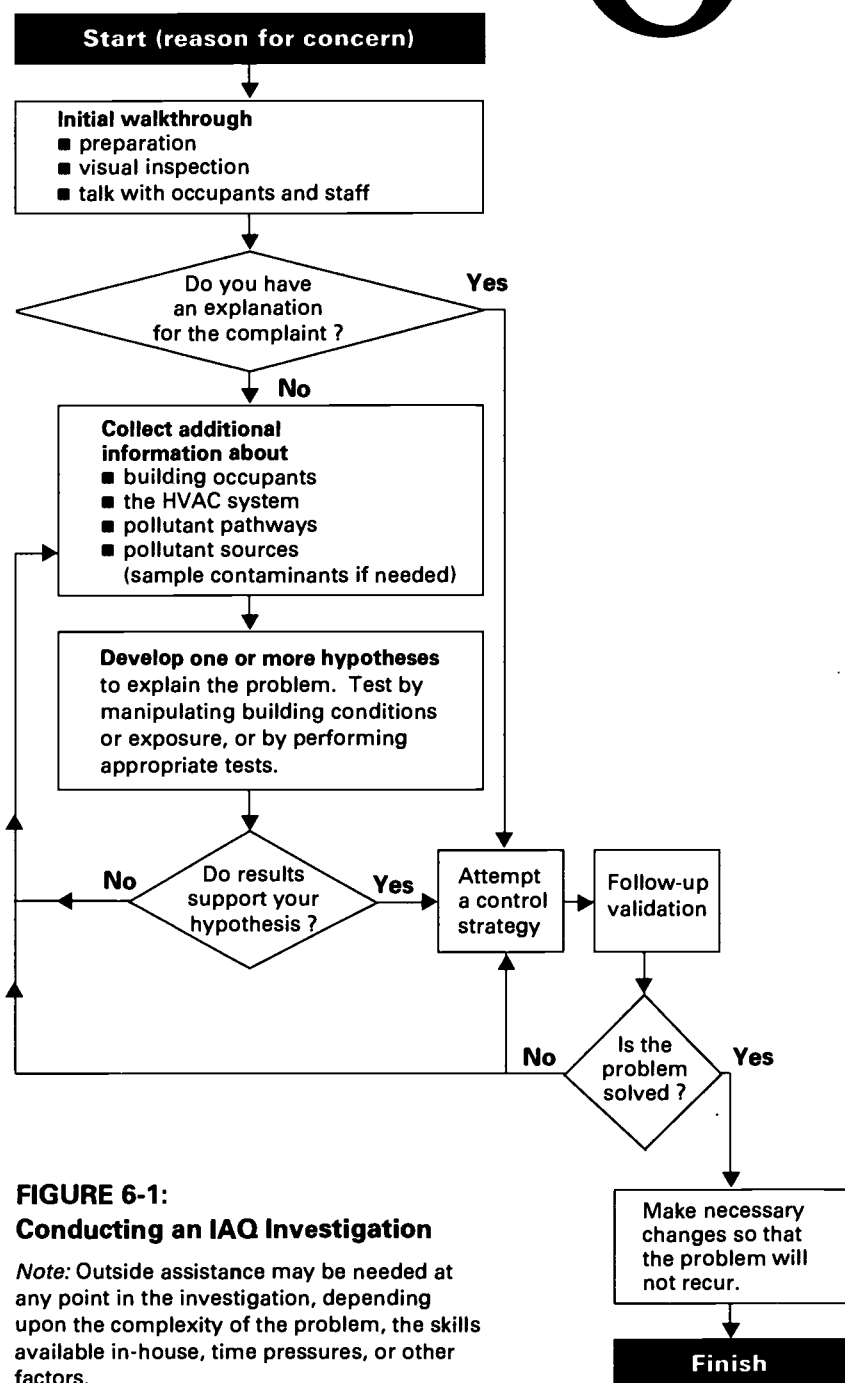 Start (reason for concern)
Initial walkthrough
■ preparation
■ visual inspection
■ talk with occupants and staff
Do you have
an explanation
for the complaint ?
Yes
No
Collect additional
information about
■ building occupants
■ the HVAC system
■ pollutant pathways
■ pollutant sources
(sample contaminants if needed)
Develop one or more hypotheses
to explain the problem. Test by
manipulating building conditions
or exposure, or by performing
appropriate tests.
No
Do results
support your
hypothesis ?
Yes
Attempt
a control
strategy
Follow-up
validation
No
Is the
problem
solved ?
Yes
FIGURE 6-1:
Conducting an IAQ Investigation
Note: Outside assistance may be needed at
any point in the investigation, depending
upon the complexity of the problem, the skills
available in-house, time pressures, or other
factors.
Make necessary
changes so that
the problem will
not recur.
Finish